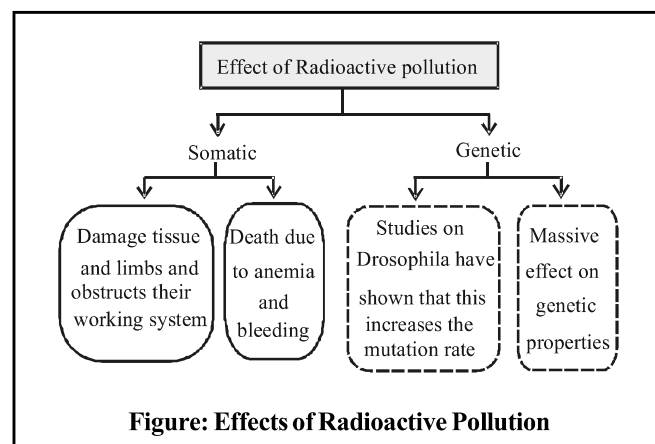 Effect of Radioactive pollution
Somatic
Genetic
Damage tissue
and limbs and
obstructs their
working system
Death due
to anemia
and
bleeding
Studies on
Drosophila have
shown that this
increases the
mutation rate
Massive
effect on
genetic
properties
Figure: Effects of Radioactive Pollution